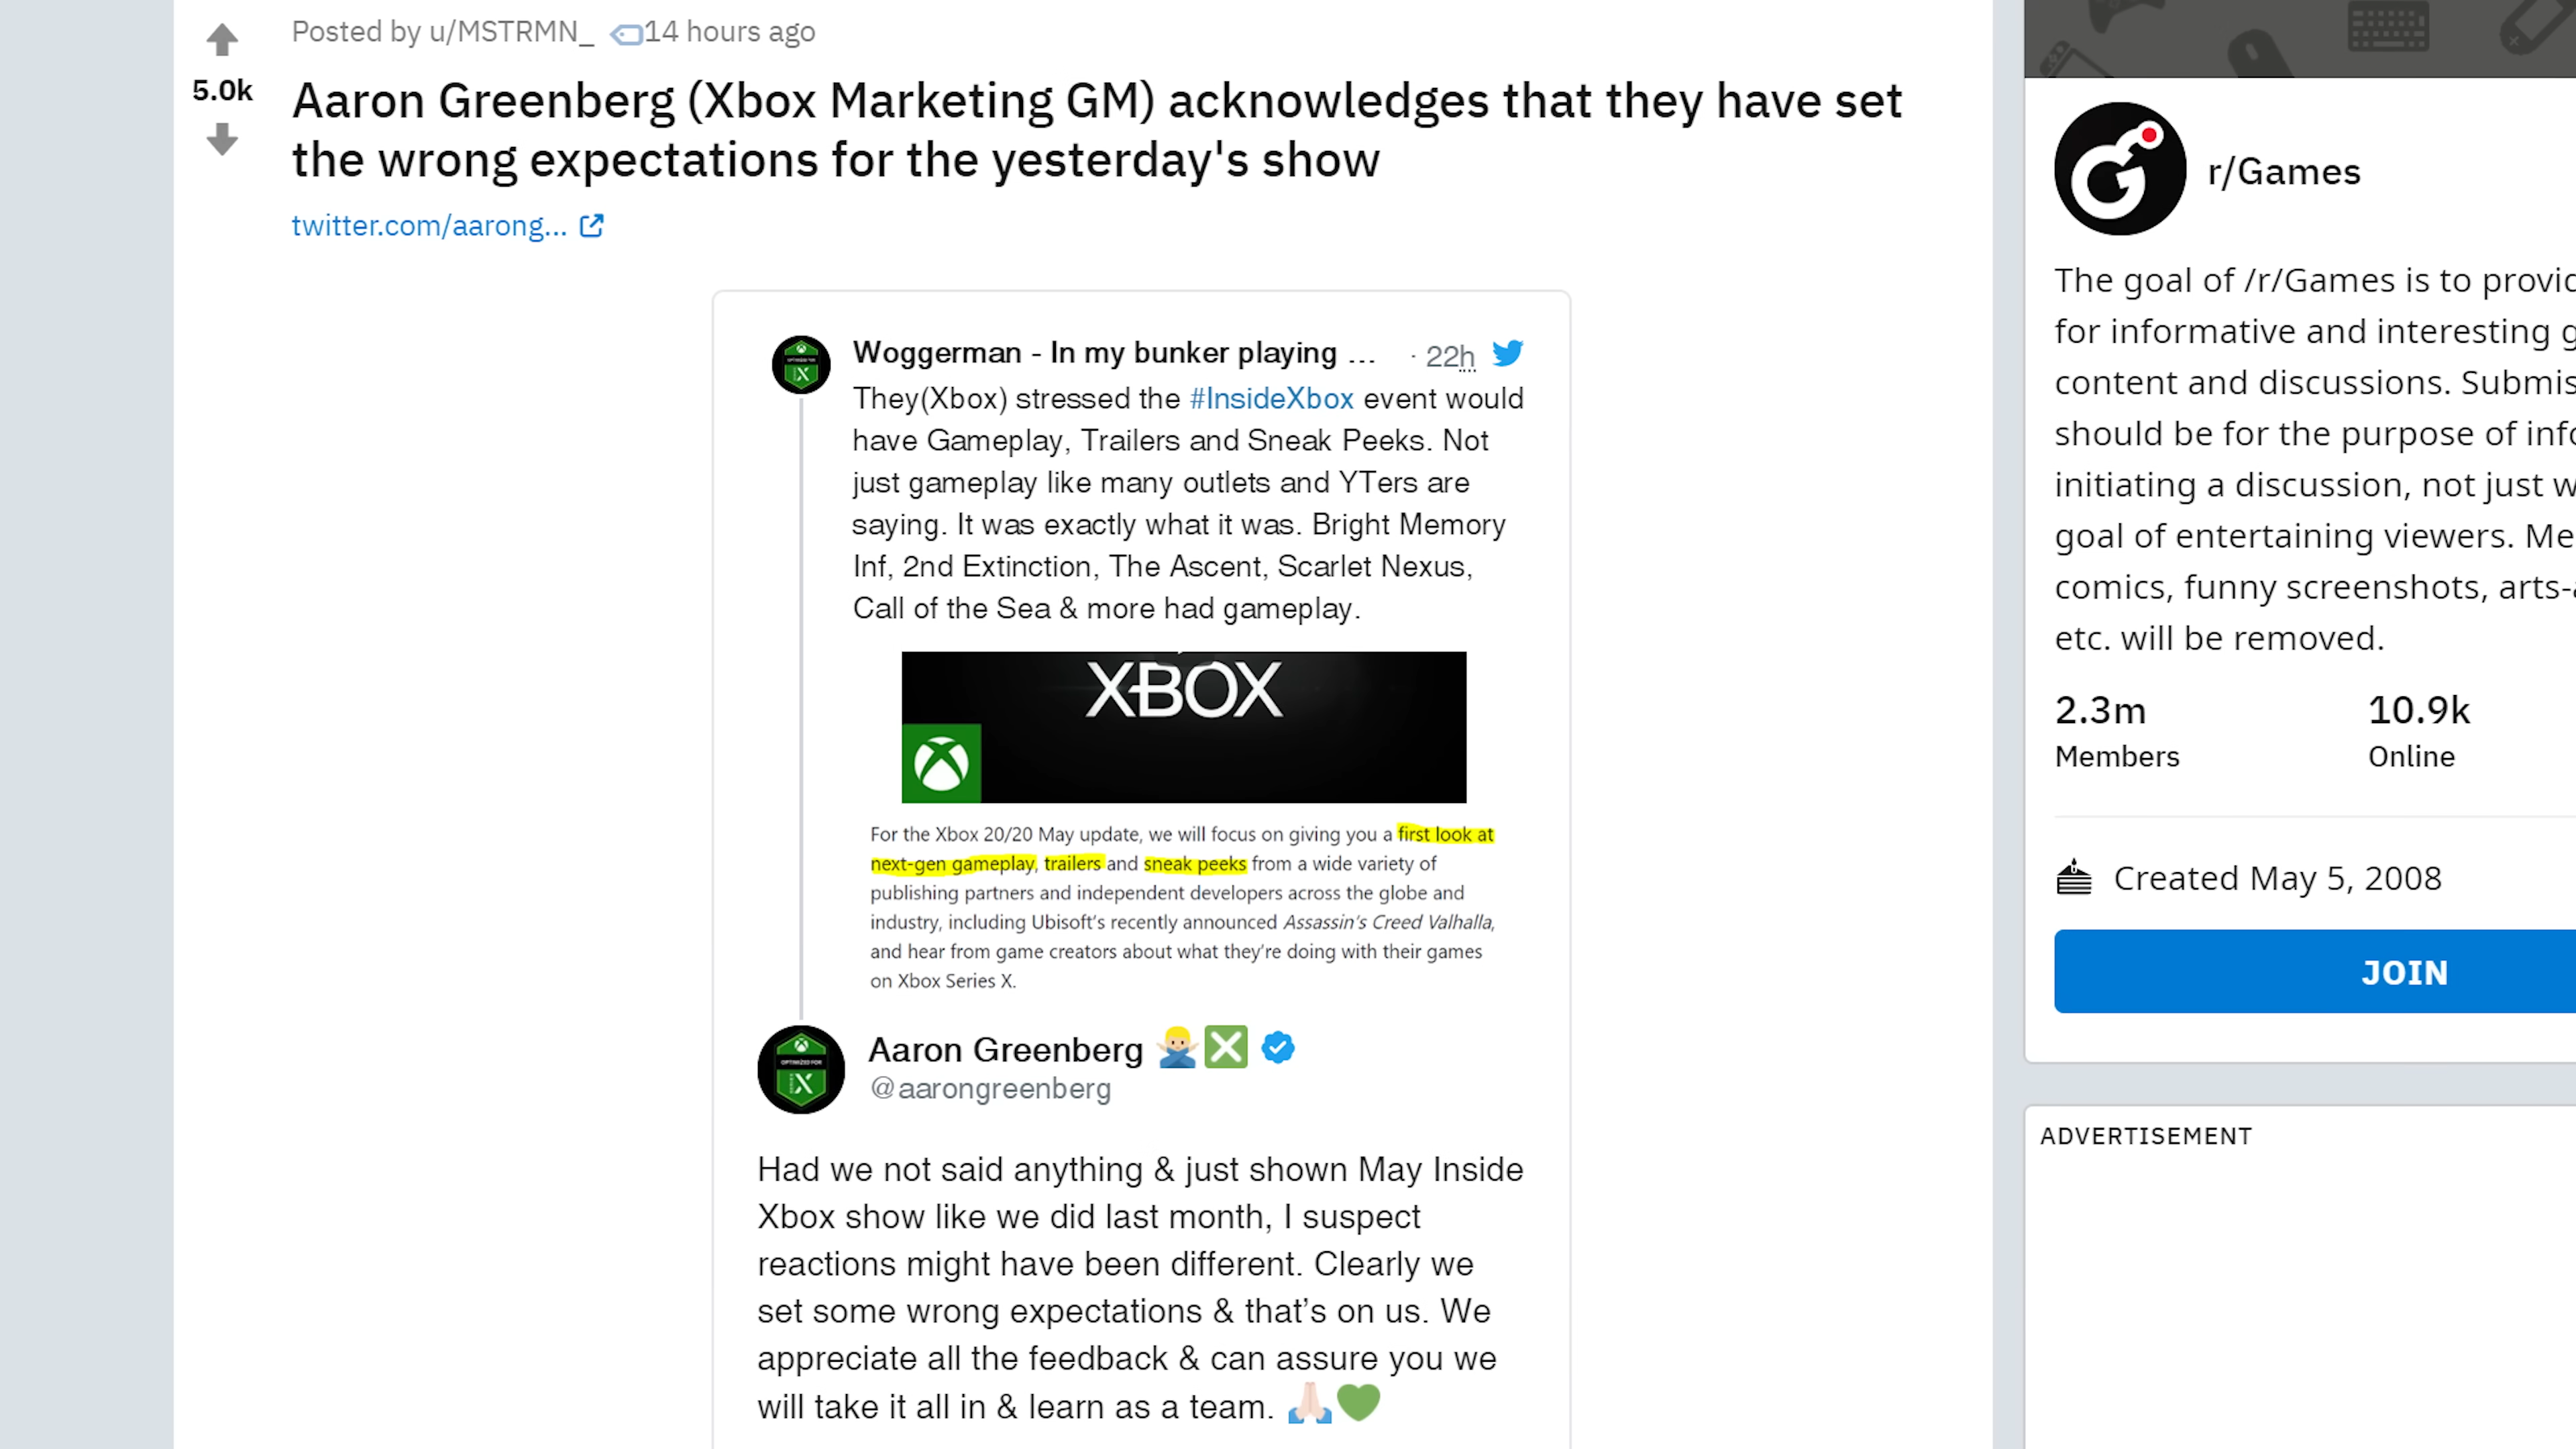 Posted by u/MSTRMN_ 14 hours ago
5.0k
Aaron Greenberg (Xbox Marketing GM) acknowledges that they have set
the wrong expectations for the yesterday's show
twitter.com/aarong...
Woggerman - In my bunker playing ... · 22h
They(Xbox) stressed the #InsideXbox event would
have Gameplay, Trailers and Sneak Peeks. Not
just gameplay like many outlets and YTers are
saying. It was exactly what it was. Bright Memory
Inf, 2nd Extinction, The Ascent, Scarlet Nexus,
Call of the Sea & more had gameplay.
XBOX
For the Xbox 20/20 May update, we will focus on giving you a first look at
next-gen gameplay, trailers and sneak peeks from a wide variety of
publishing partners and independent developers across the globe and
industry, including Ubisoft's recently announced Assassin's Creed Valhalla,
and hear from game creators about what they're doing with their games
on Xbox Series X.
Aaron Greenberg
@aarongreenberg
Had we not said anything & just shown May Inside
Xbox show like we did last month, I suspect
reactions might have been different. Clearly we
set some wrong expectations & that’s on us. We
appreciate all the feedback & can assure you we
will take it all in & learn as a team.
r/Games
The goal of /r/Games is to provid
for informative and interesting g
content and discussions. Submis
should be for the purpose of info
initiating a discussion, not just w
goal of entertaining viewers. Me
comics, funny screenshots, arts-a
etc. will be removed.
2.3m 10.9k
Members Online
Created May 5, 2008
JOIN
ADVERTISEMENT